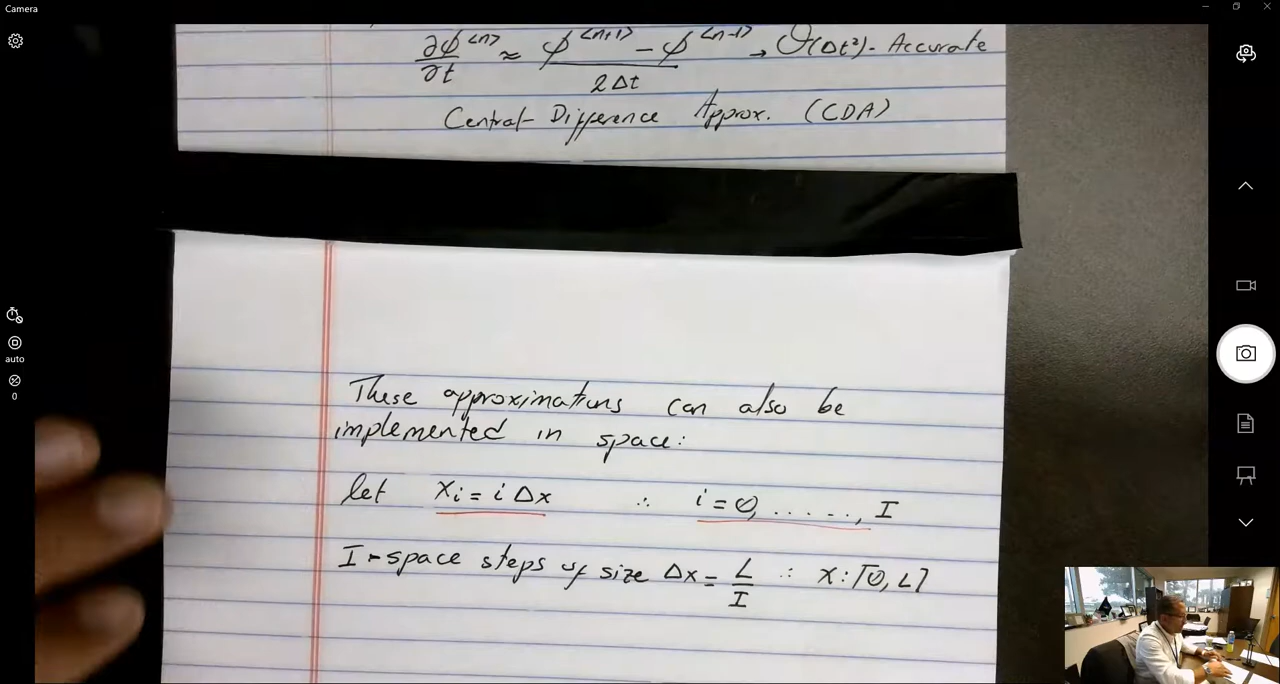 Camera
∂φ^<n>/∂t ≈ φ^<n+1> - φ^<n-1> / 2Δt → O(Δt²) - Accurate
Central Difference Approx. (CDA)
auto
0
These approximations can also be
implemented in space:
let xi = i Δx ∴ i = 0, ....., I
I - space steps of size Δx = L/I ∴ x: [0, L]